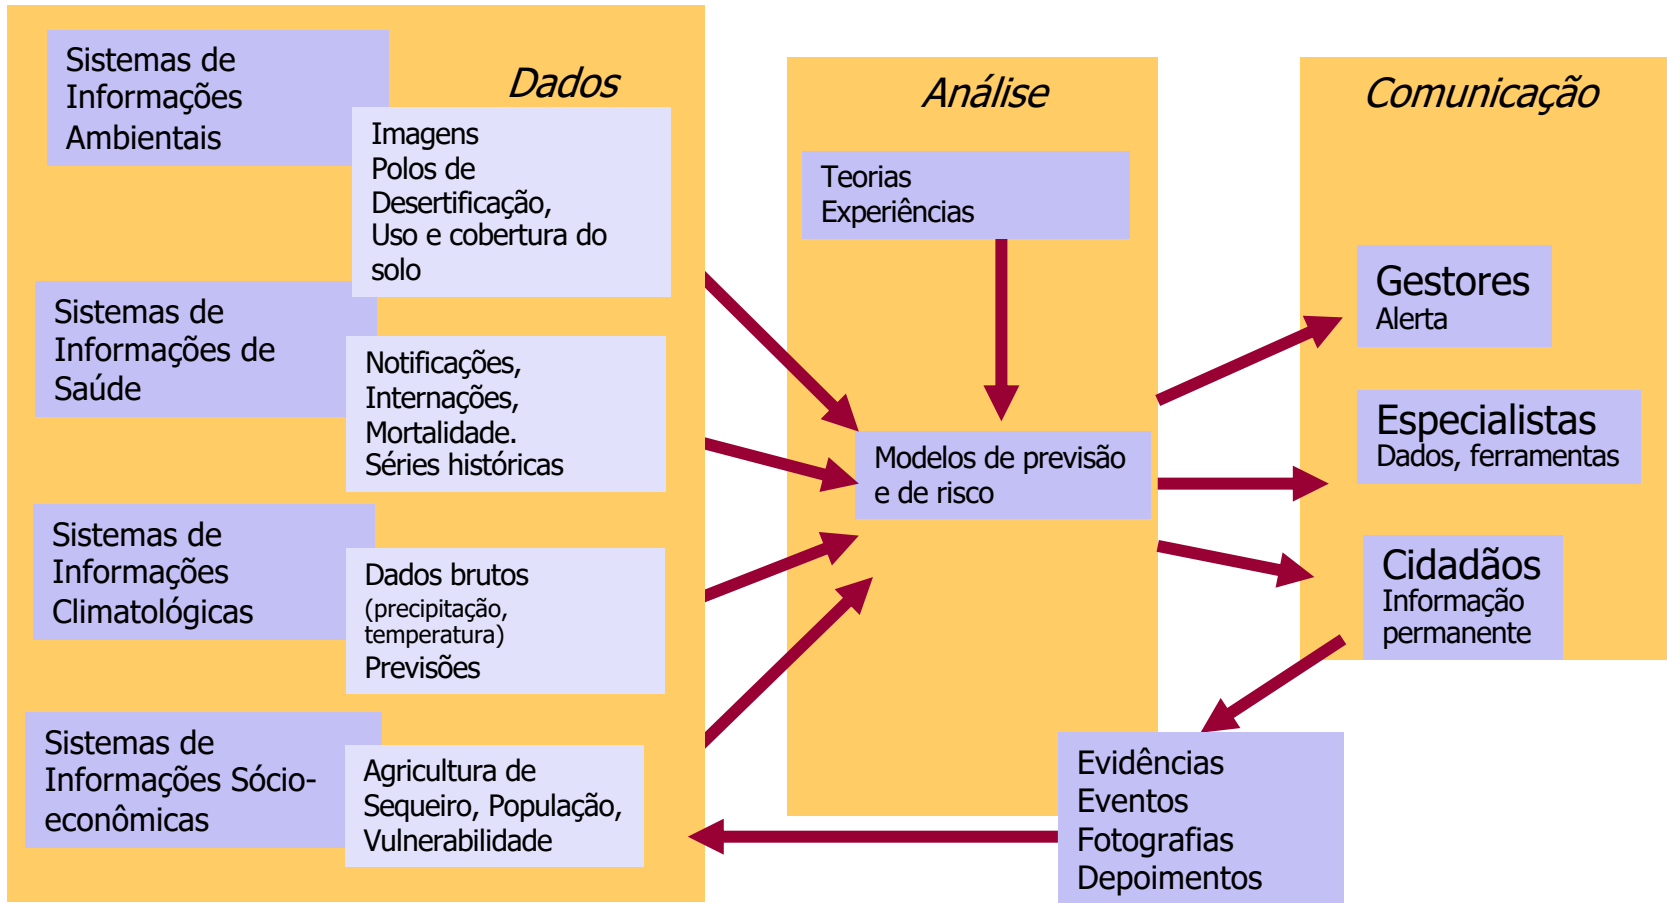 Dados
Sistemas de
Informações
Ambientais
Imagens
Polos de
Desertificação,
Uso e cobertura do
solo
Sistemas de
Informações de
Saúde
Notificações,
Internações,
Mortalidade.
Séries históricas
Sistemas de
Informações
Climatológicas
Dados brutos
(precipitação,
temperatura)
Previsões
Sistemas de
Informações Sócio-
econômicas
Agricultura de
Sequeiro, População,
Vulnerabilidade
Análise
Teorias
Experiências
Modelos de previsão
e de risco
Comunicação
Gestores
Alerta
Especialistas
Dados, ferramentas
Cidadãos
Informação
permanente
Evidências
Eventos
Fotografias
Depoimentos